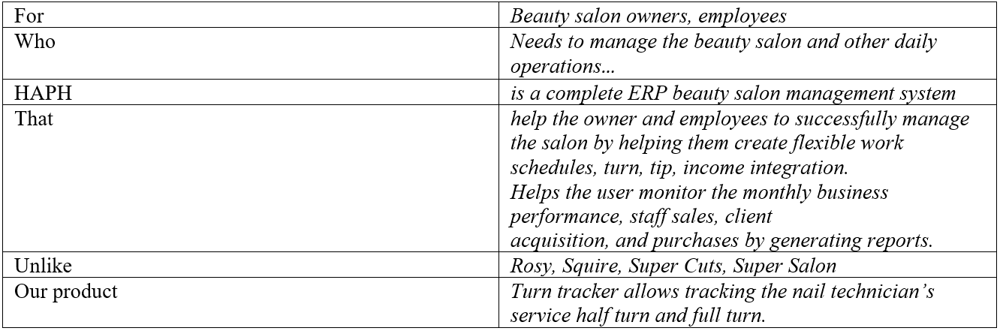 For
Beauty salon owners, employees
Who
Needs to manage the beauty salon and other daily
operations...
HAPH
is a complete ERP beauty salon management system
That
help the owner and employees to successfully manage
the salon by helping them create flexible work
schedules, turn, tip, income integration.
Helps the user monitor the monthly business
performance, staff sales, client
acquisition, and purchases by generating reports.
Unlike
Rosy, Squire, Super Cuts, Super Salon
Our product
Turn tracker allows tracking the nail technician’s
service half turn and full turn.